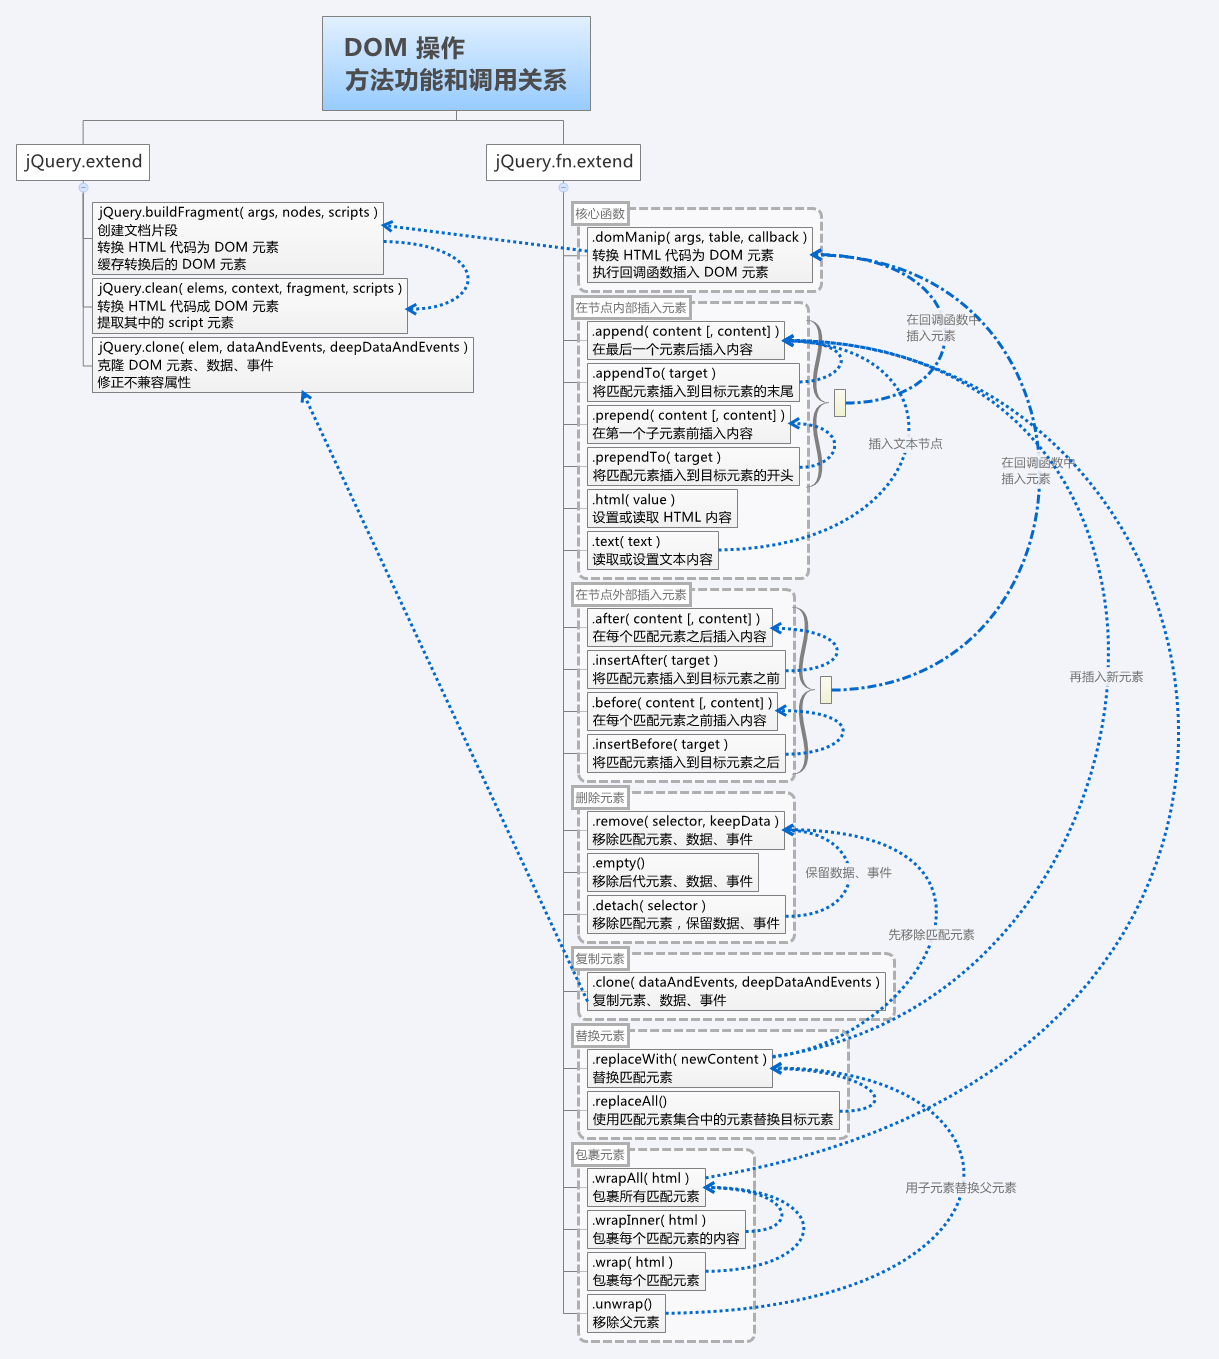 DOM 操作
方法功能和调用关系
jQuery.extend
jQuery.buildFragment( args, nodes, scripts )
创建文档片段
转换 HTML 代码为 DOM 元素
缓存转换后的 DOM 元素
jQuery.clean( elems, context, fragment, scripts )
转换 HTML 代码成 DOM 元素
提取其中的 script 元素
jQuery.clone( elem, dataAndEvents, deepDataAndEvents )
克隆 DOM 元素、数据、事件
修正不兼容属性
jQuery.fn.extend
核心函数
.domManip( args, table, callback )
转换 HTML 代码为 DOM 元素
执行回调函数插入 DOM 元素
在节点内部插入元素
.append( content [, content] )
在最后一个元素后插入内容
.appendTo( target )
将匹配元素插入到目标元素的末尾
.prepend( content [, content] )
在第一个子元素前插入内容
.prependTo( target )
将匹配元素插入到目标元素的开头
.html( value )
设置或读取 HTML 内容
.text( text )
读取或设置文本内容
在回调函数中
插入元素
插入文本节点
在回调函数中
插入元素
在节点外部插入元素
.after( content [, content] )
在每个匹配元素之后插入内容
.insertAfter( target )
将匹配元素插入到目标元素之前
.before( content [, content] )
在每个匹配元素之前插入内容
.insertBefore( target )
将匹配元素插入到目标元素之后
再插入新元素
删除元素
.remove( selector, keepData )
移除匹配元素、数据、事件
.empty()
移除后代元素、数据、事件
.detach( selector )
移除匹配元素，保留数据、事件
保留数据、事件
先移除匹配元素
复制元素
.clone( dataAndEvents, deepDataAndEvents )
复制元素、数据、事件
替换元素
.replaceWith( newContent )
替换匹配元素
.replaceAll()
使用匹配元素集合中的元素替换目标元素
包裹元素
.wrapAll( html )
包裹所有匹配元素
.wrapInner( html )
包裹每个匹配元素的内容
.wrap( html )
包裹每个匹配元素
.unwrap()
移除父元素
用子元素替换父元素